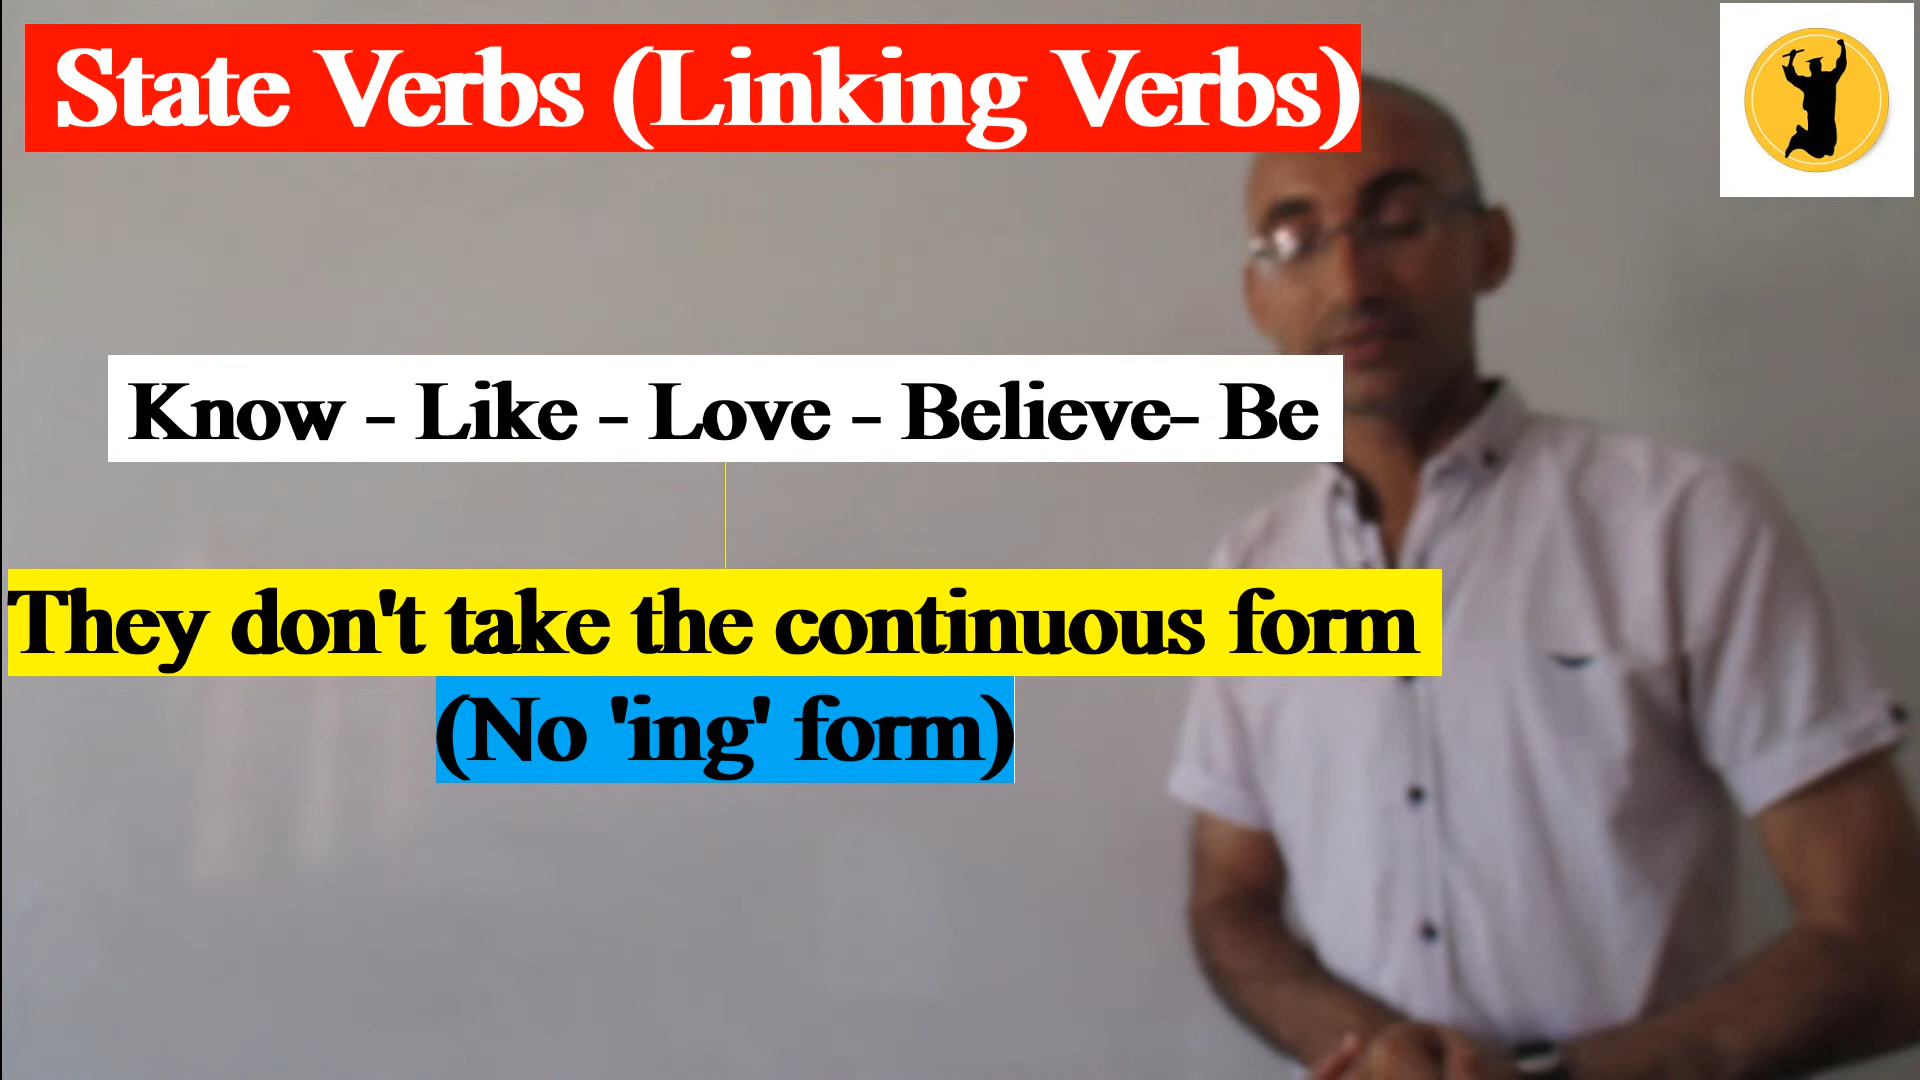 State Verbs (Linking Verbs)
Know - Like - Love - Believe- Be
They don't take the continuous form
(No 'ing' form)